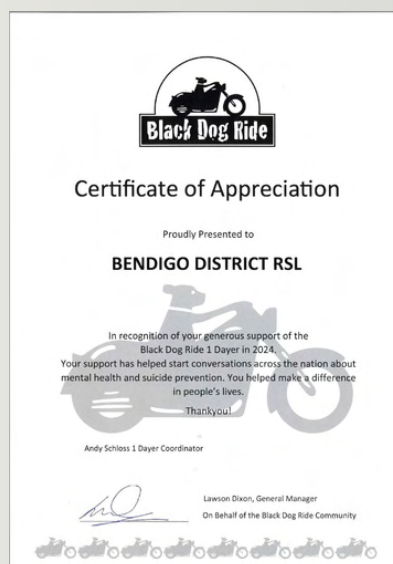 Black Dog Ride
Certificate of Appreciation
Proudly Presented to
BENDIGO DISTRICT RSL
In recognition of your generous support of the
Black Dog Ride 1 Dayer in 2024.
Your support has helped start conversations across the nation about
mental health and suicide prevention. You helped make a difference
in people's lives.
Thankyou!
Andy Schloss 1 Dayer Coordinator
Lawson Dixon, General Manager
On Behalf of the Black Dog Ride Community